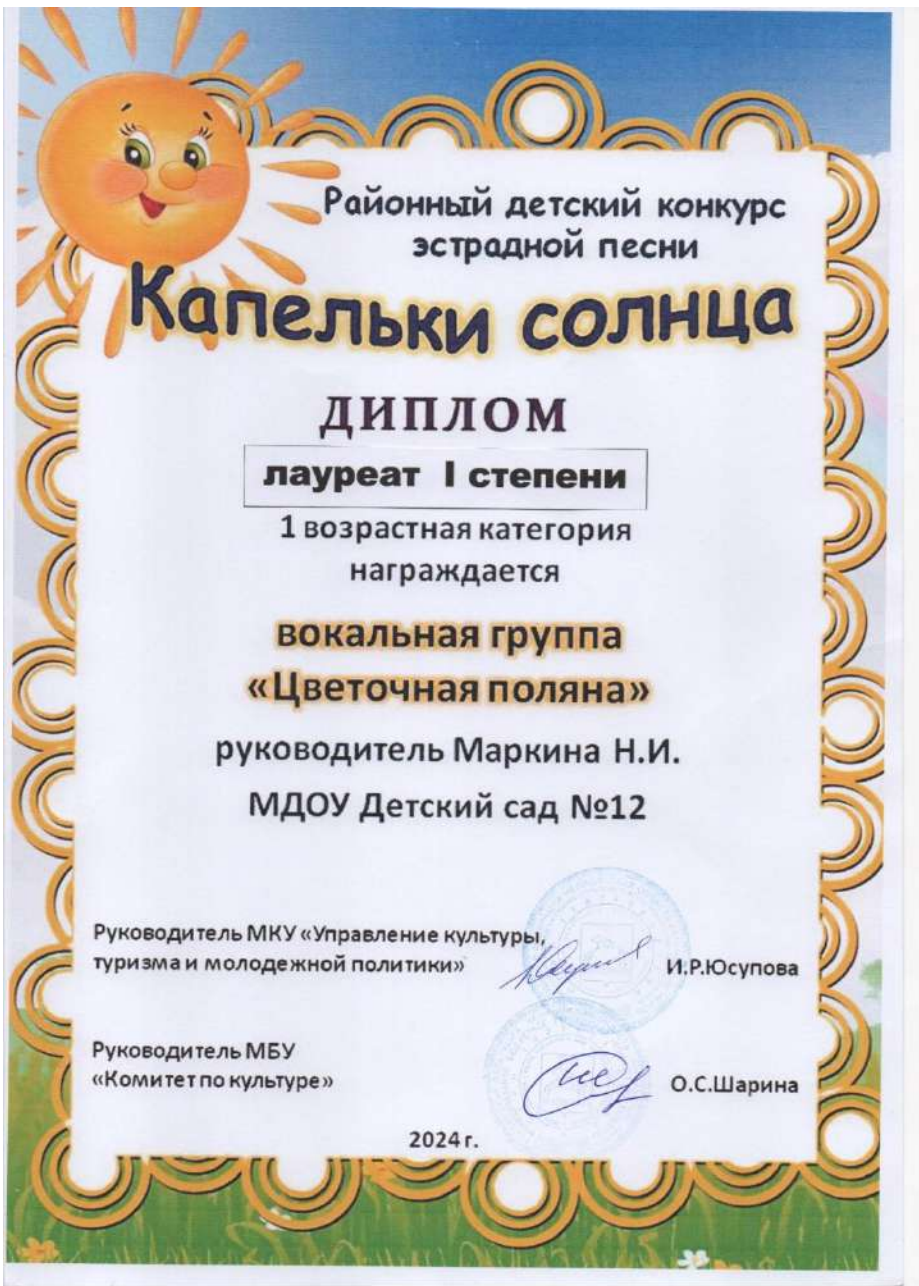 Районный детский конкурс
эстрадной песни
Капельки солнца
ДИПЛОМ
лауреат I степени
1 возрастная категория
награждается
вокальная группа
«Цветочная поляна»
руководитель Маркина Н.И.
МДОУ Детский сад №12
Руководитель МКУ «Управление культуры,
туризма и молодежной политики»
И.Р.Юсупова
Руководитель МБУ
«Комитет по культуре»
О.С.Шарина
2024 г.